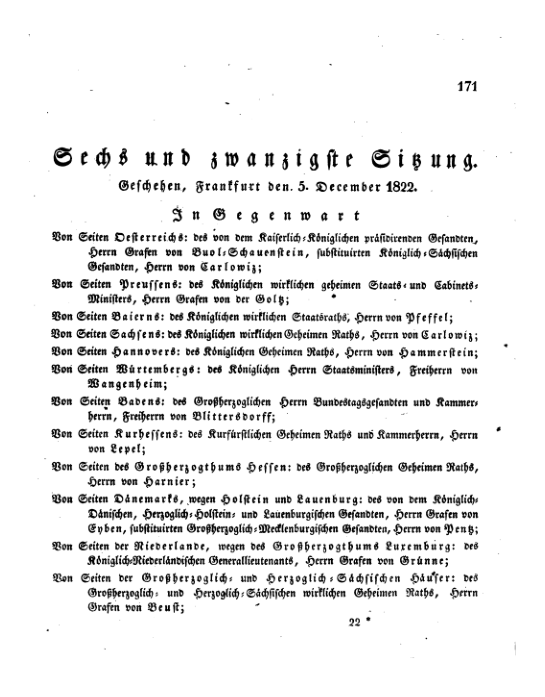 171
Sechs und zwanzigste Sitzung.
Geschehen, Frankfurt den. 5. December 1822.
In Gegenwart
Von Seiten Oesterreichs: des von dem Kaiserlich-Königlichen präsidirenden Gesandten,
Herrn Grafen von Buol-Schauenstein, substituirten Königlich-Sächsischen
Gesandten, Herrn von Carlowiz;
Von Seiten Preussens: des Königlichen wirklichen geheimen Staats- und Cabinets-
Ministers, Herrn Grafen von der Goltz;
Von Seiten Baierns: des Königlichen wirklichen Staatsraths, Herrn von Pfeffel;
Von Seiten Sachsens: des Königlichen wirklichen Geheimen Raths, Herrn von Carlowiz;
Von Seiten Hannovers: des Königlichen Geheimen Raths, Herrn von Hammerstein;
Von Seiten Würtembergs: des Königlichen Herrn Staatsministers, Freiherrn von
Wangenheim;
Von Seiten Badens: des Großherzoglichen Herrn Bundestagsgesandten und Kammer-
herrn, Freiherrn von Blittersdorff;
Von Seiten Kurhessens: des Kurfürstlichen Geheimen Raths und Kammerherrn, Herrn
von Lepel;
Von Seiten des Großherzogthums Hessen: des Großherzoglichen Geheimen Raths,
Herrn von Harnier;
Von Seiten Dänemarks, wegen Holstein und Lauenburg: des von dem Königlich-
Dänischen, Herzoglich-Holstein- und Lauenburgischen Gesandten, Herrn Grafen von
Eyben, substituirten Großherzoglich-Mecklenburgischen Gesandten, Herrn von Pentz;
Von Seiten der Niederlande, wegen des Großherzogthums Luxemburg: des
Königlich-Niederländischen Generallieutenants, Herrn Grafen von Grünne;
Von Seiten der Großherzoglich- und Herzoglich-Sächsischen Häuser: des
Großherzoglich- und Herzoglich-Sächsischen wirklichen Geheimen Raths, Herrn
Grafen von Beust;
22 *